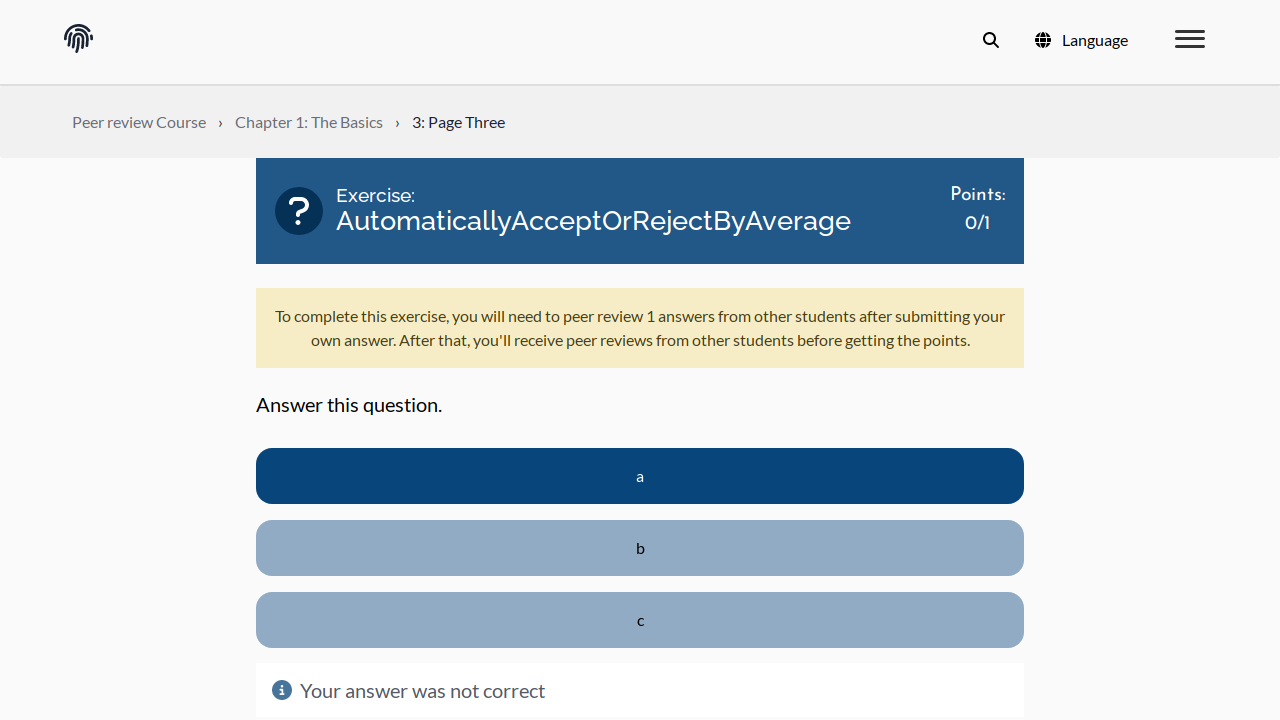 Language
Peer review Course › Chapter 1: The Basics › 3: Page Three
Exercise:
AutomaticallyAcceptOrRejectByAverage
Points:
0/1
To complete this exercise, you will need to peer review 1 answers from other students after submitting your
own answer. After that, you'll receive peer reviews from other students before getting the points.
Answer this question.
a
b
c
Your answer was not correct